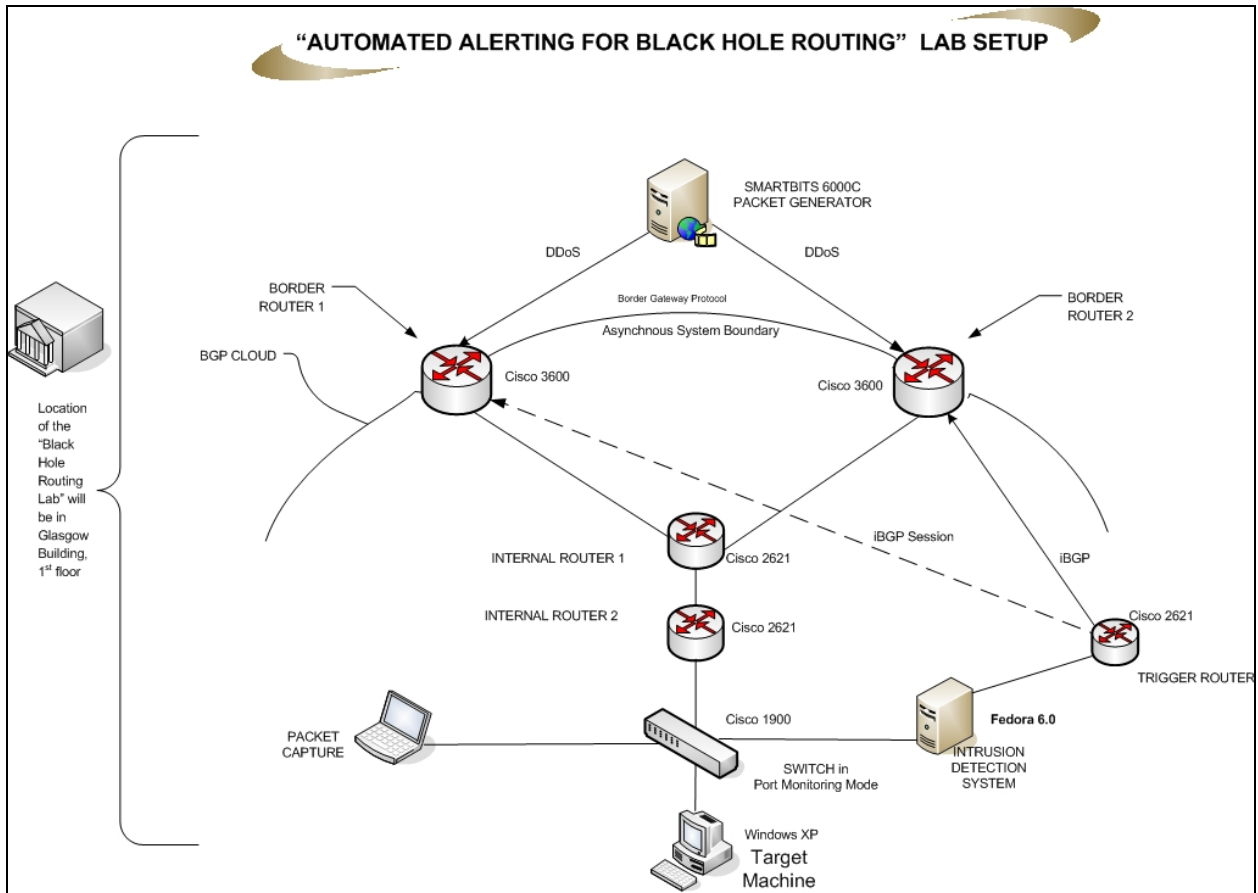 “AUTOMATED ALERTING FOR BLACK HOLE ROUTING” LAB SETUP
SMARTBITS 6000C
PACKET GENERATOR
DDoS
DDoS
BORDER
ROUTER 1
Border Gateway Protocol
BORDER
ROUTER 2
Asynchnous System Boundary
BGP CLOUD
Cisco 3600
Cisco 3600
Location
of the
“Black
Hole
Routing
Lab” will
be in
Glasgow
Building,
1st floor
iBGP Session
INTERNAL ROUTER 1
Cisco 2621
iBGP
INTERNAL ROUTER 2
Cisco 2621
Cisco 2621
TRIGGER ROUTER
Cisco 1900
Fedora 6.0
PACKET
CAPTURE
INTRUSION
DETECTION
SYSTEM
SWITCH in
Port Monitoring Mode
Windows XP
Target
Machine